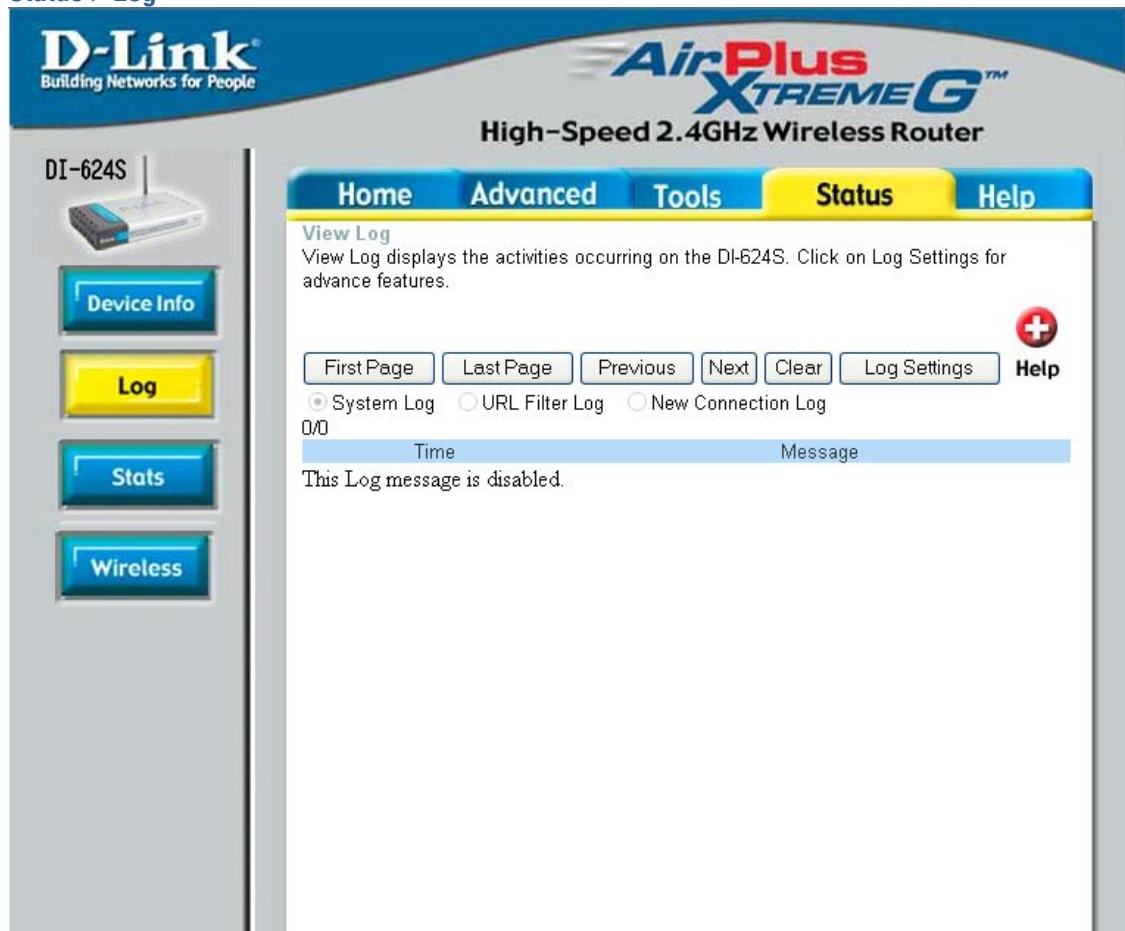 D-Link
Building Networks for People
AirPlus
XTREME G™
High-Speed 2.4GHz Wireless Router
DI-624S
Home
Advanced
Tools
Status
Help
Device Info
Log
Stats
Wireless
View Log
View Log displays the activities occurring on the DI-624S. Click on Log Settings for
advance features.
First Page
Last Page
Previous
Next
Clear
Log Settings
Help
System Log
URL Filter Log
New Connection Log
0/0
Time
Message
This Log message is disabled.